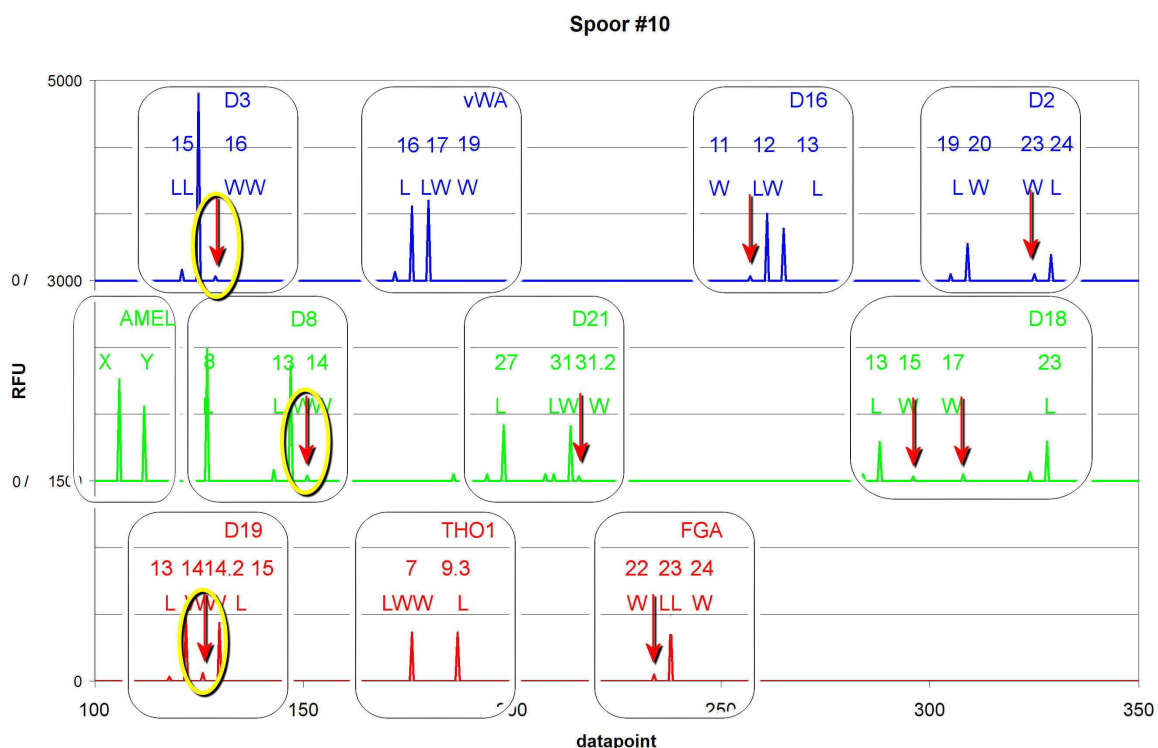 Spoor #10
5000
D3 vWA D16 D2
15 16 16 17 19 11 12 13 19 20 23 24
LL WW L LW W W LW L L W W L
0 / 3000
AMEL D8 D21 D18
X Y 8 13 14 27 31 31.2 13 15 17 23
L L L LW W L W W L
RFU
0 /
D19 THO1 FGA
13 14 14.2 15 7 9.3 22 23 24
L W L LWW L W LL W
0
100 150 200 250 300 350
datapoint